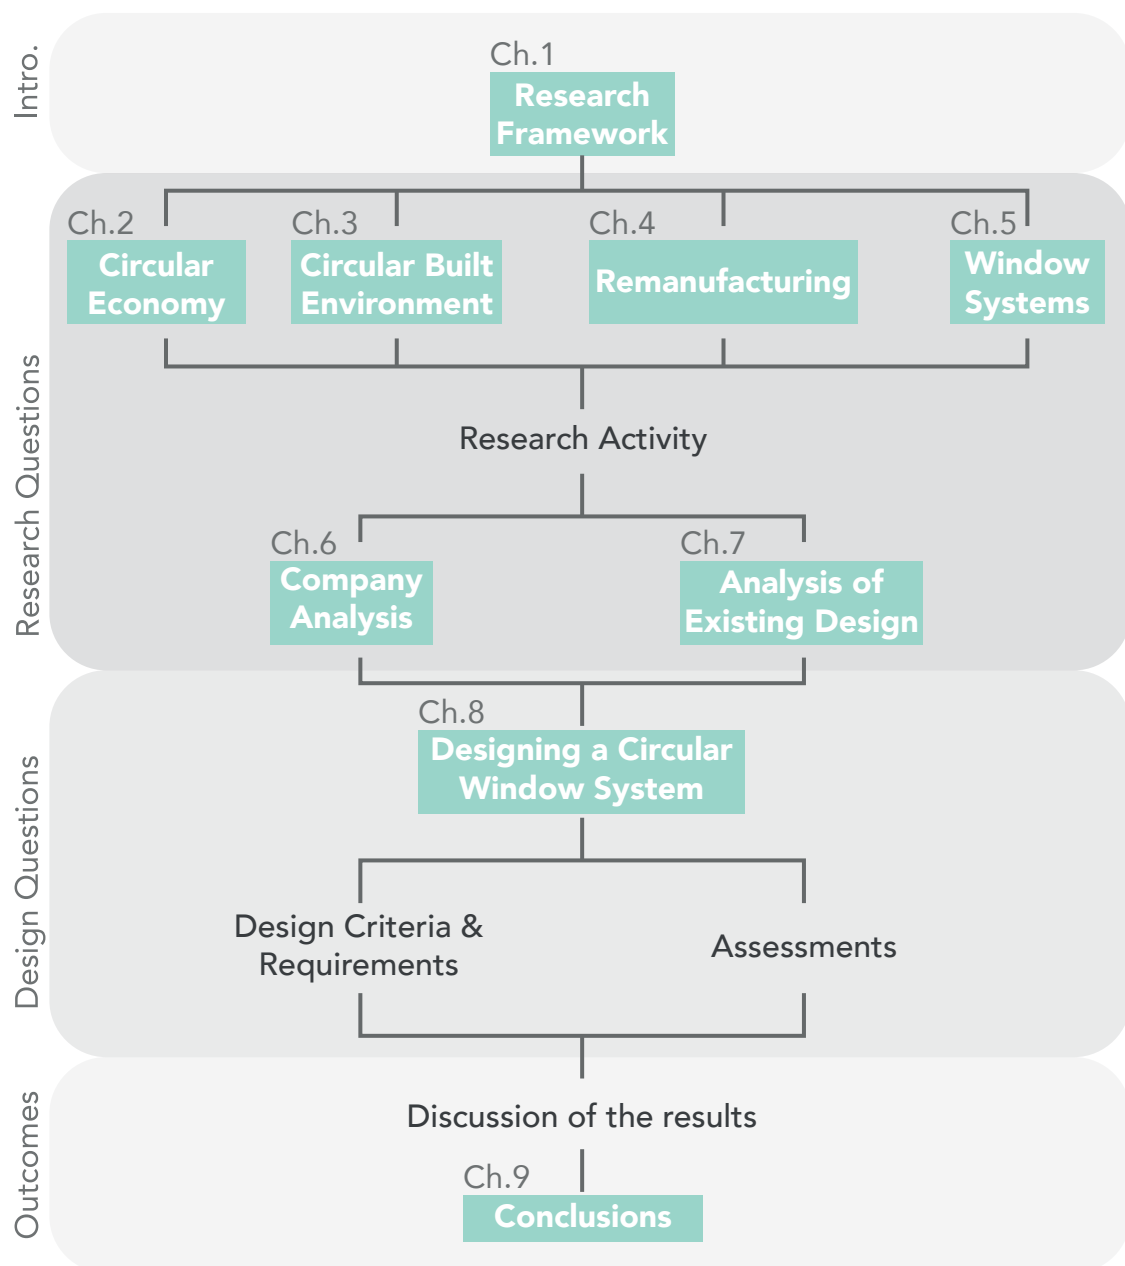 Intro.
Ch.1
Research
Framework
Research Questions
Ch.2
Circular
Economy
Ch.3
Circular Built
Environment
Ch.4
Remanufacturing
Ch.5
Window
Systems
Research Activity
Ch.6
Company
Analysis
Ch.7
Analysis of
Existing Design
Design Questions
Ch.8
Designing a Circular
Window System
Design Criteria &
Requirements
Assessments
Outcomes
Discussion of the results
Ch.9
Conclusions